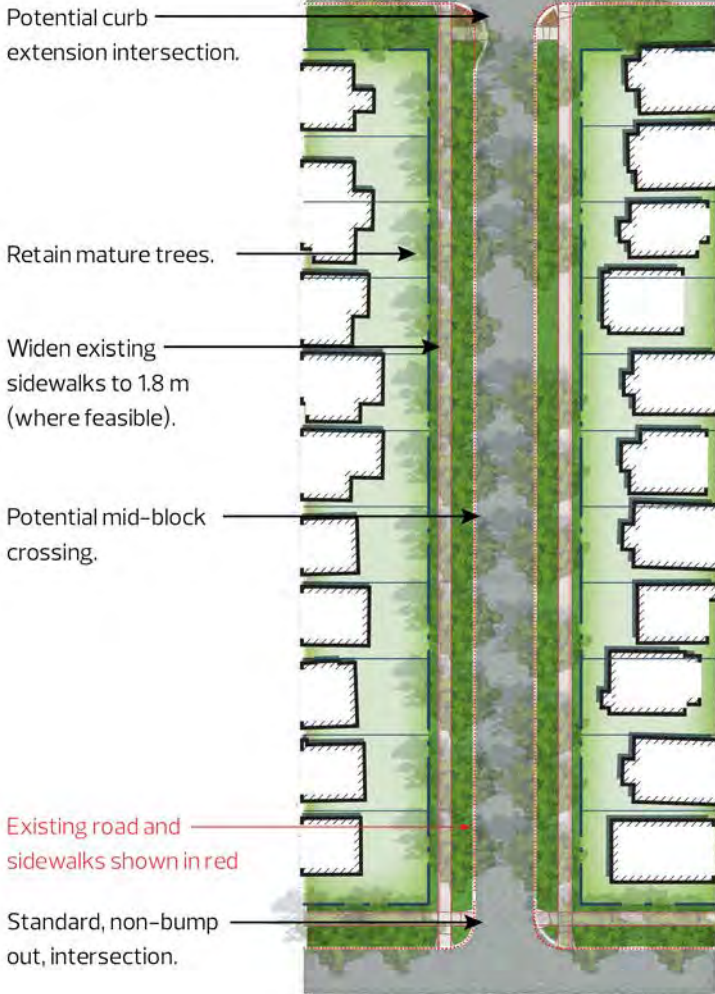 Potential curb
extension intersection.
Retain mature trees.
Widen existing
sidewalks to 1.8 m
(where feasible).
Potential mid-block
crossing.
Existing road and
sidewalks shown in red
Standard, non-bump
out, intersection.